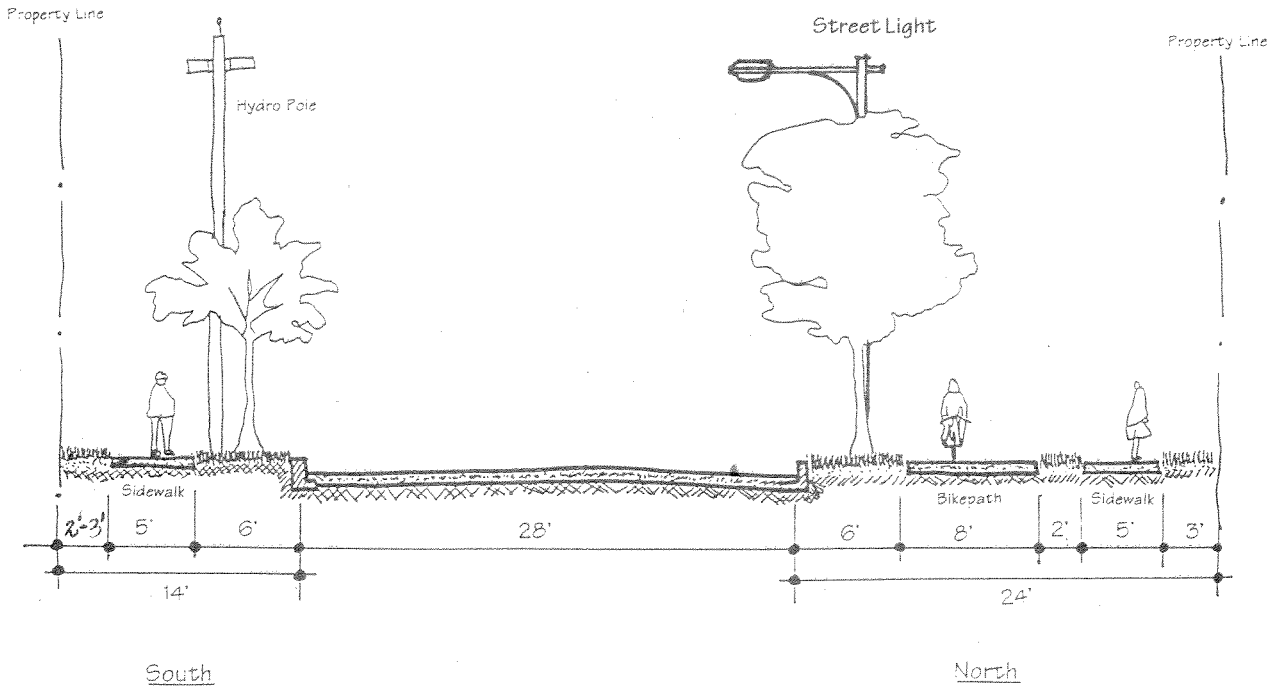 Property Line
Street Light
Property Line
Hydro Pole
Sidewalk
Bikepath
Sidewalk
2'-3'
5'
6'
28'
6'
8'
2'
5'
3'
14'
24'
South
North